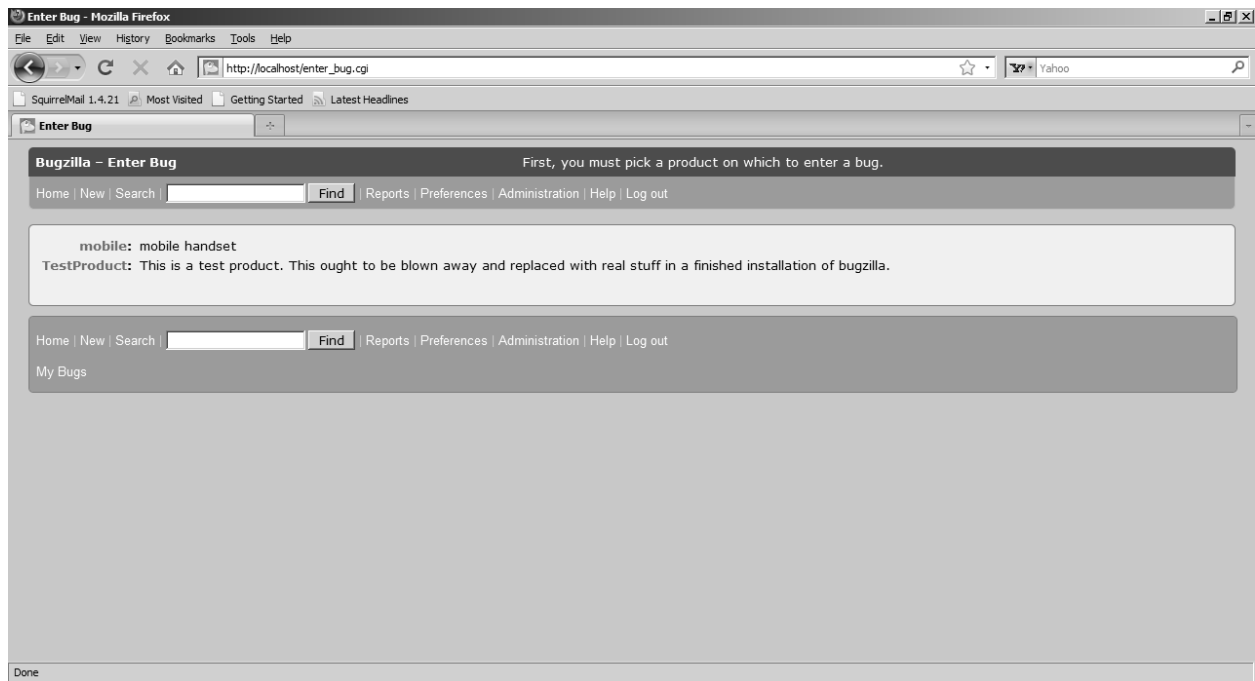 Enter Bug - Mozilla Firefox
File Edit View History Bookmarks Tools Help
http://localhost/enter_bug.cgi Yahoo
SquirrelMail 1.4.21 Most Visited Getting Started Latest Headlines
Enter Bug
Bugzilla – Enter Bug First, you must pick a product on which to enter a bug.
Home | New | Search | Find | Reports | Preferences | Administration | Help | Log out
mobile: mobile handset
TestProduct: This is a test product. This ought to be blown away and replaced with real stuff in a finished installation of bugzilla.
Home | New | Search | Find | Reports | Preferences | Administration | Help | Log out
My Bugs
Done